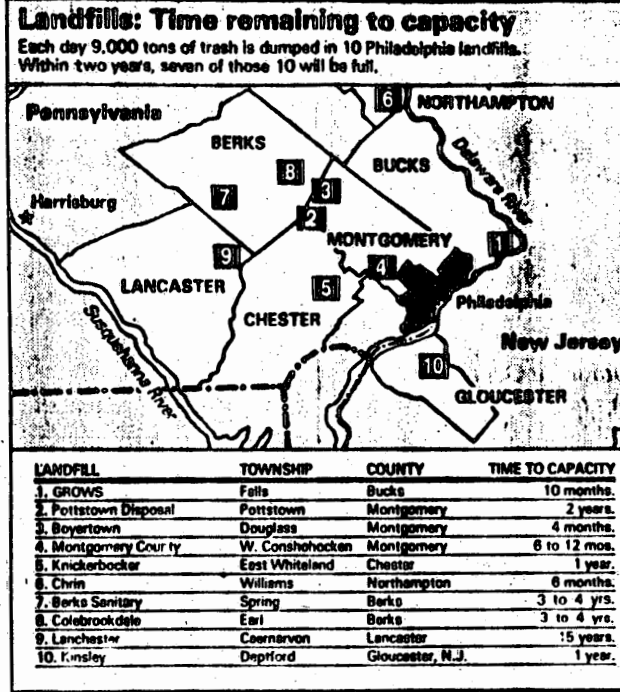 Landfills: Time remaining to capacity
Each day 9,000 tons of trash is dumped in 10 Philadelphia landfills.
Within two years, seven of those 10 will be full.
Pennsylvania
6
NORTHAMPTON
BERKS
BUCKS
Delaware River
8
3
7
2
Harrisburg
MONTGOMERY
1
9
4
LANCASTER
5
CHESTER
Philadelphia
Susquehanna River
New Jersey
10
GLOUCESTER
LANDFILL TOWNSHIP COUNTY TIME TO CAPACITY
1. GROWS Falls Bucks 10 months.
2. Pottstown Disposal Pottstown Montgomery 2 years.
3. Boyertown Douglass Montgomery 4 months.
4. Montgomery County W. Conshohocken Montgomery 6 to 12 mos.
5. Knickerbocker East Whiteland Chester 1 year.
6. Chrin Williams Northampton 6 months.
7. Berks Sanitary Spring Berks 3 to 4 yrs.
8. Colebrookdale Earl Berks 3 to 4 yrs.
9. Lanchester Caernarvon Lancaster 15 years.
10. Kinsley Deptford Gloucester, N.J. 1 year.